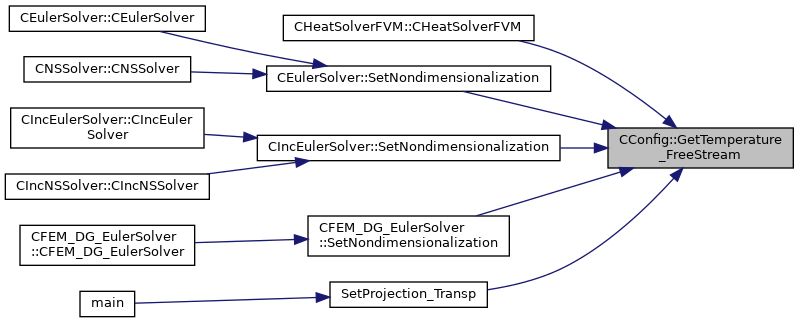 CEulerSolver::CEulerSolver
CHeatSolverFVM::CHeatSolverFVM
CNSSolver::CNSSolver
CEulerSolver::SetNondimensionalization
CIncEulerSolver::CIncEuler
Solver
CIncEulerSolver::SetNondimensionalization
CConfig::GetTemperature
_FreeStream
CIncNSSolver::CIncNSSolver
CFEM_DG_EulerSolver
::CFEM_DG_EulerSolver
CFEM_DG_EulerSolver
::SetNondimensionalization
main
SetProjection_Transp